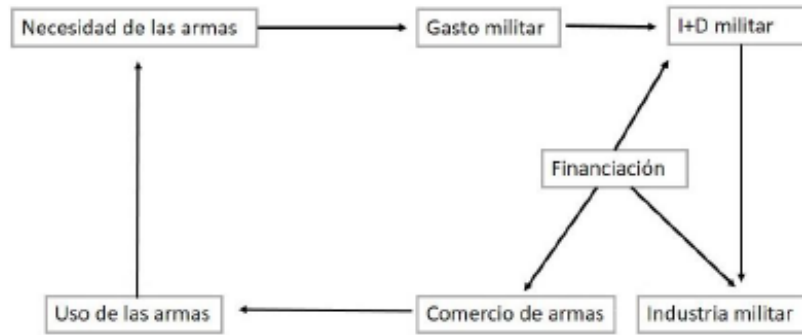 Necesidad de las armas
Gasto militar
I+D militar
Financiación
Uso de las armas
Comercio de armas
Industria militar